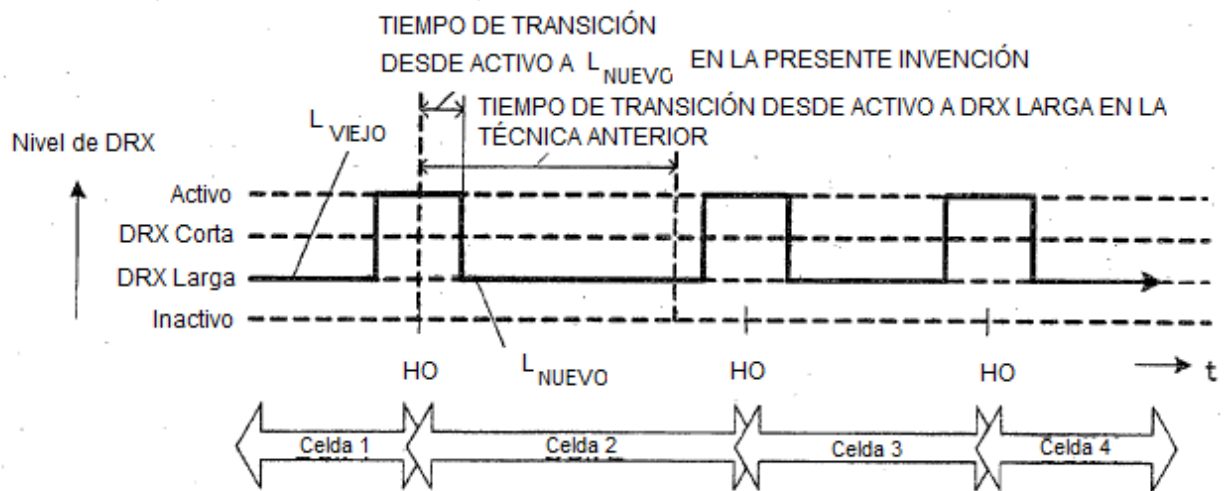 TIEMPO DE TRANSICIÓN
DESDE ACTIVO A L NUEVO EN LA PRESENTE INVENCIÓN
TIEMPO DE TRANSICIÓN DESDE ACTIVO A DRX LARGA EN LA
TÉCNICA ANTERIOR
L VIEJO
Nivel de DRX
Activo
DRX Corta
DRX Larga
Inactivo
L NUEVO
HO
HO
HO
t
Celda 1
Celda 2
Celda 3
Celda 4